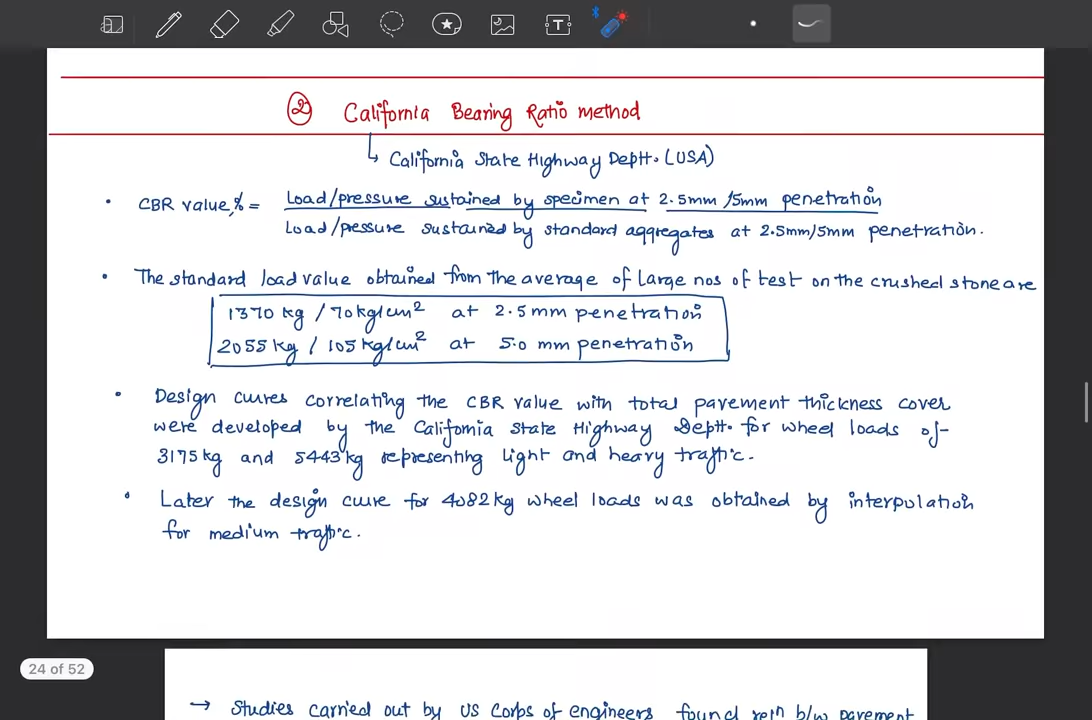 ② California Bearing Ratio method
↳ California State Highway Deptt. (USA)
• CBR value,% = Load/pressure sustained by specimen at 2.5mm /5mm penetration
Load/pressure sustained by standard aggregates at 2.5mm/5mm penetration.
• The standard load value obtained from the average of large nos of test on the crushed stone are
1370 kg / 70kg/cm² at 2.5mm penetration
2055 kg / 105 kg/cm² at 5.0 mm penetration
• Design cures correlating the CBR value with total pavement thickness cover
were developed by the California State Highway Deptt. for wheel loads of
3175 kg and 5443 kg representing light and heavy traffic.
• Later the design cure for 4082 kg wheel loads was obtained by interpolation
for medium traffic.
24 of 52
→ Studies carried out by US Corps of engineers found reln b/w pavement